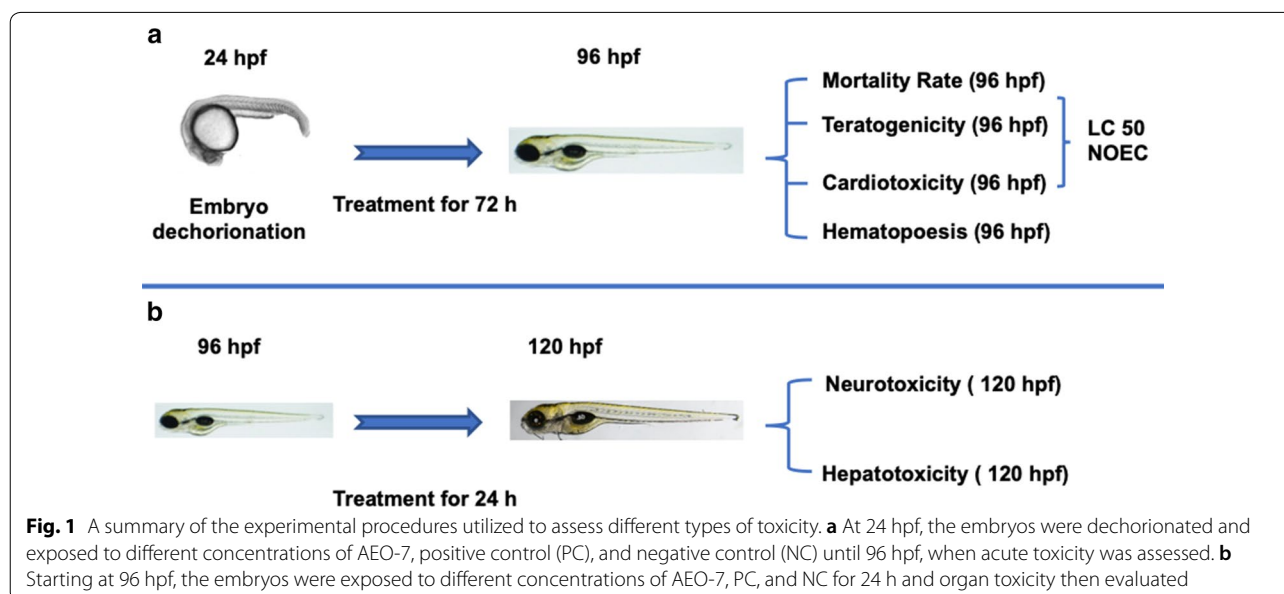 a
24 hpf
96 hpf
Embryo
dechorionation
Treatment for 72 h
Mortality Rate (96 hpf)
Teratogenicity (96 hpf)
Cardiotoxicity (96 hpf)
Hematopoesis (96 hpf)
LC 50
NOEC
b
96 hpf
120 hpf
Treatment for 24 h
Neurotoxicity ( 120 hpf)
Hepatotoxicity ( 120 hpf)
Fig. 1 A summary of the experimental procedures utilized to assess different types of toxicity. a At 24 hpf, the embryos were dechorionated and
exposed to different concentrations of AEO-7, positive control (PC), and negative control (NC) until 96 hpf, when acute toxicity was assessed. b
Starting at 96 hpf, the embryos were exposed to different concentrations of AEO-7, PC, and NC for 24 h and organ toxicity then evaluated